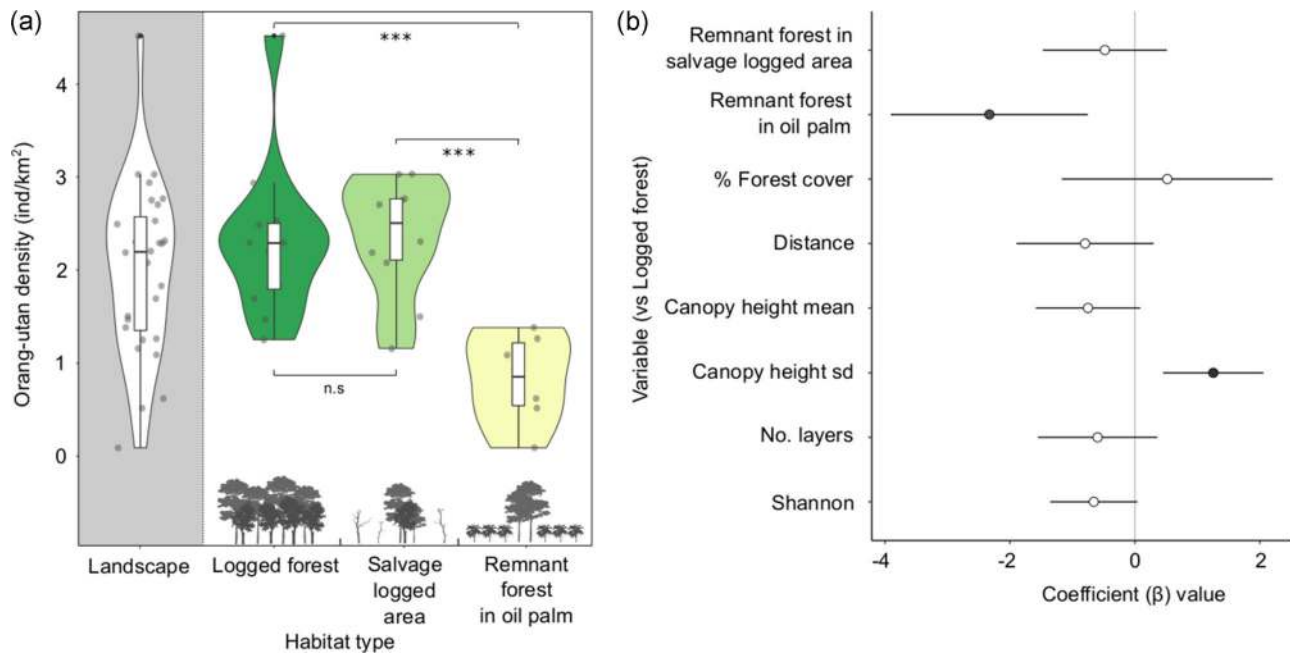 (a)
Orang-utan density (ind/km²)
4
3
2
1
0
***
***
n.s
Landscape
Logged forest
Salvage
logged
area
Remnant
forest
in oil palm
Habitat type
(b)
Variable (vs Logged forest)
Remnant forest in
salvage logged area
Remnant forest
in oil palm
% Forest cover
Distance
Canopy height mean
Canopy height sd
No. layers
Shannon
-4
-2
0
2
Coefficient (β) value